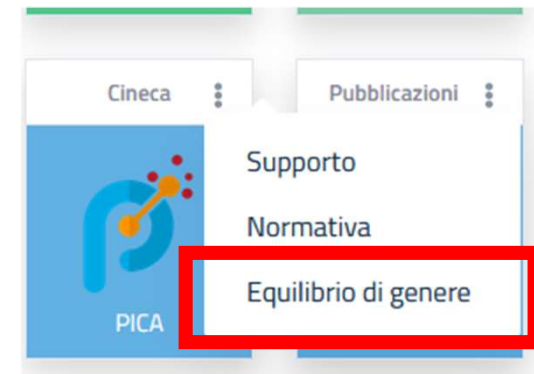 Cineca
Pubblicazioni
Supporto
Normativa
Equilibrio di genere
PICA